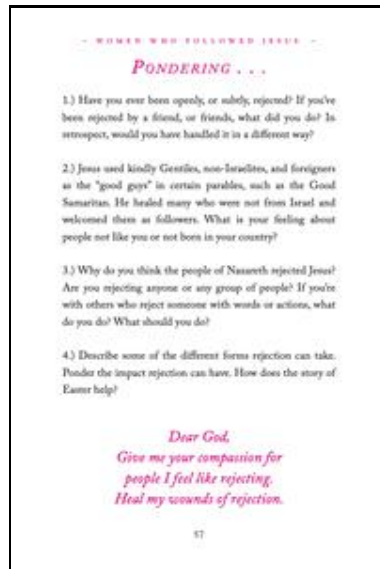 ~ WOMEN WHO FOLLOWED JESUS ~
PONDERING . . .
1.) Have you ever been openly, or subtly, rejected? If you've
been rejected by a friend, or friends, what did you do? In
retrospect, would you have handled it in a different way?
2.) Jesus used kindly Gentiles, non-Israelites, and foreigners
as the "good guys" in certain parables, such as the Good
Samaritan. He healed many who were not from Israel and
welcomed them as followers. What is your feeling about
people not like you or not born in your country?
3.) Why do you think the people of Nazareth rejected Jesus?
Are you rejecting anyone or any group of people? If you're
with others who reject someone with words or actions, what
do you do? What should you do?
4.) Describe some of the different forms rejection can take.
Ponder the impact rejection can have. How does the story of
Easter help?
Dear God,
Give me your compassion for
people I feel like rejecting.
Heal my wounds of rejection.
57